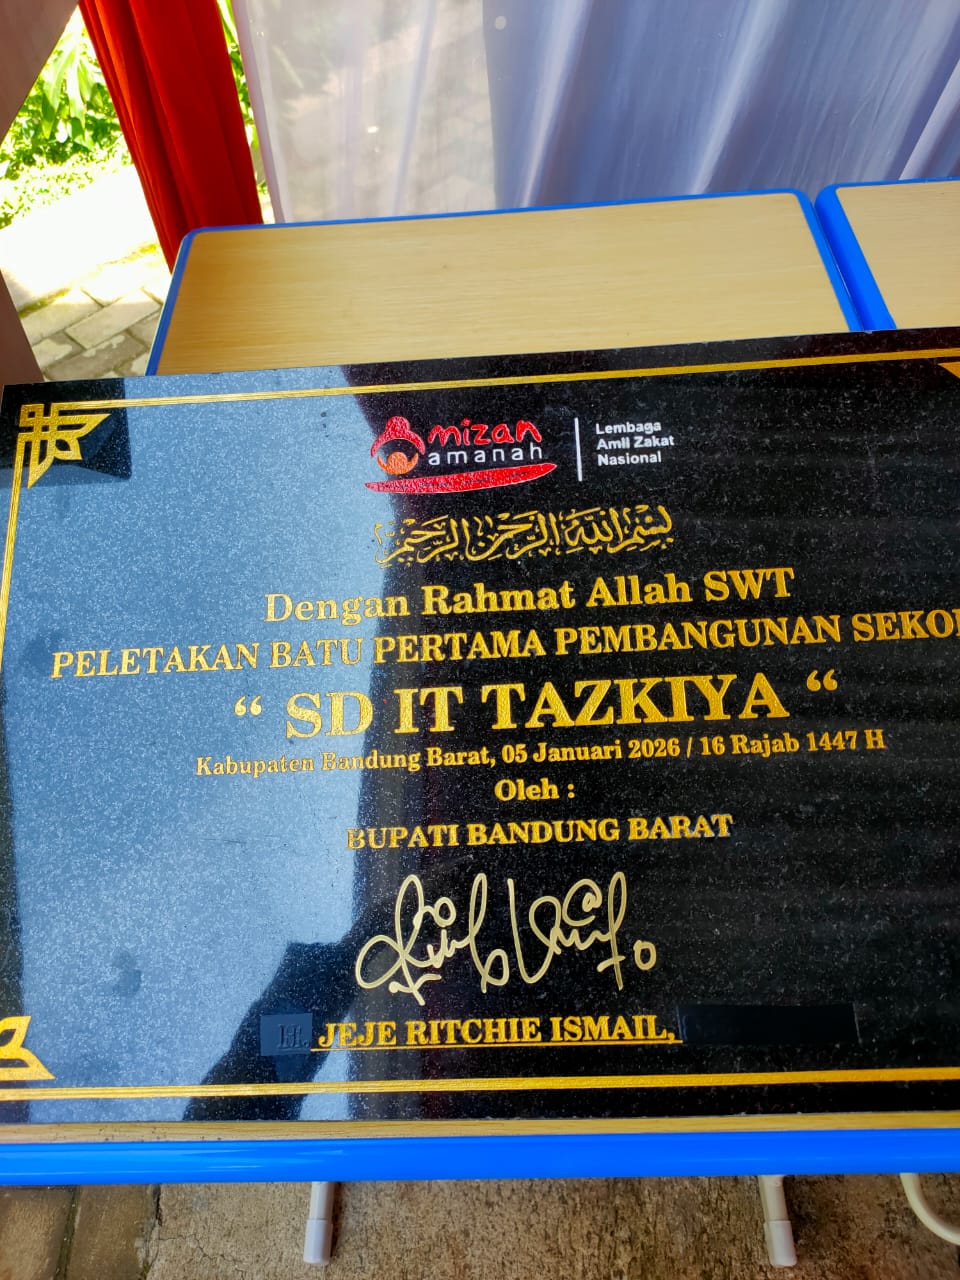 mizan
amanah
Lembaga
Amil Zakat
Nasional
بسم الله الرحمن الرحيم
Dengan Rahmat Allah SWT
PELETAKAN BATU PERTAMA PEMBANGUNAN SEKOL
“ SD IT TAZKIYA “
Kabupaten Bandung Barat, 05 Januari 2026 / 16 Rajab 1447 H
Oleh :
BUPATI BANDUNG BARAT
H. JEJE RITCHIE ISMAIL,